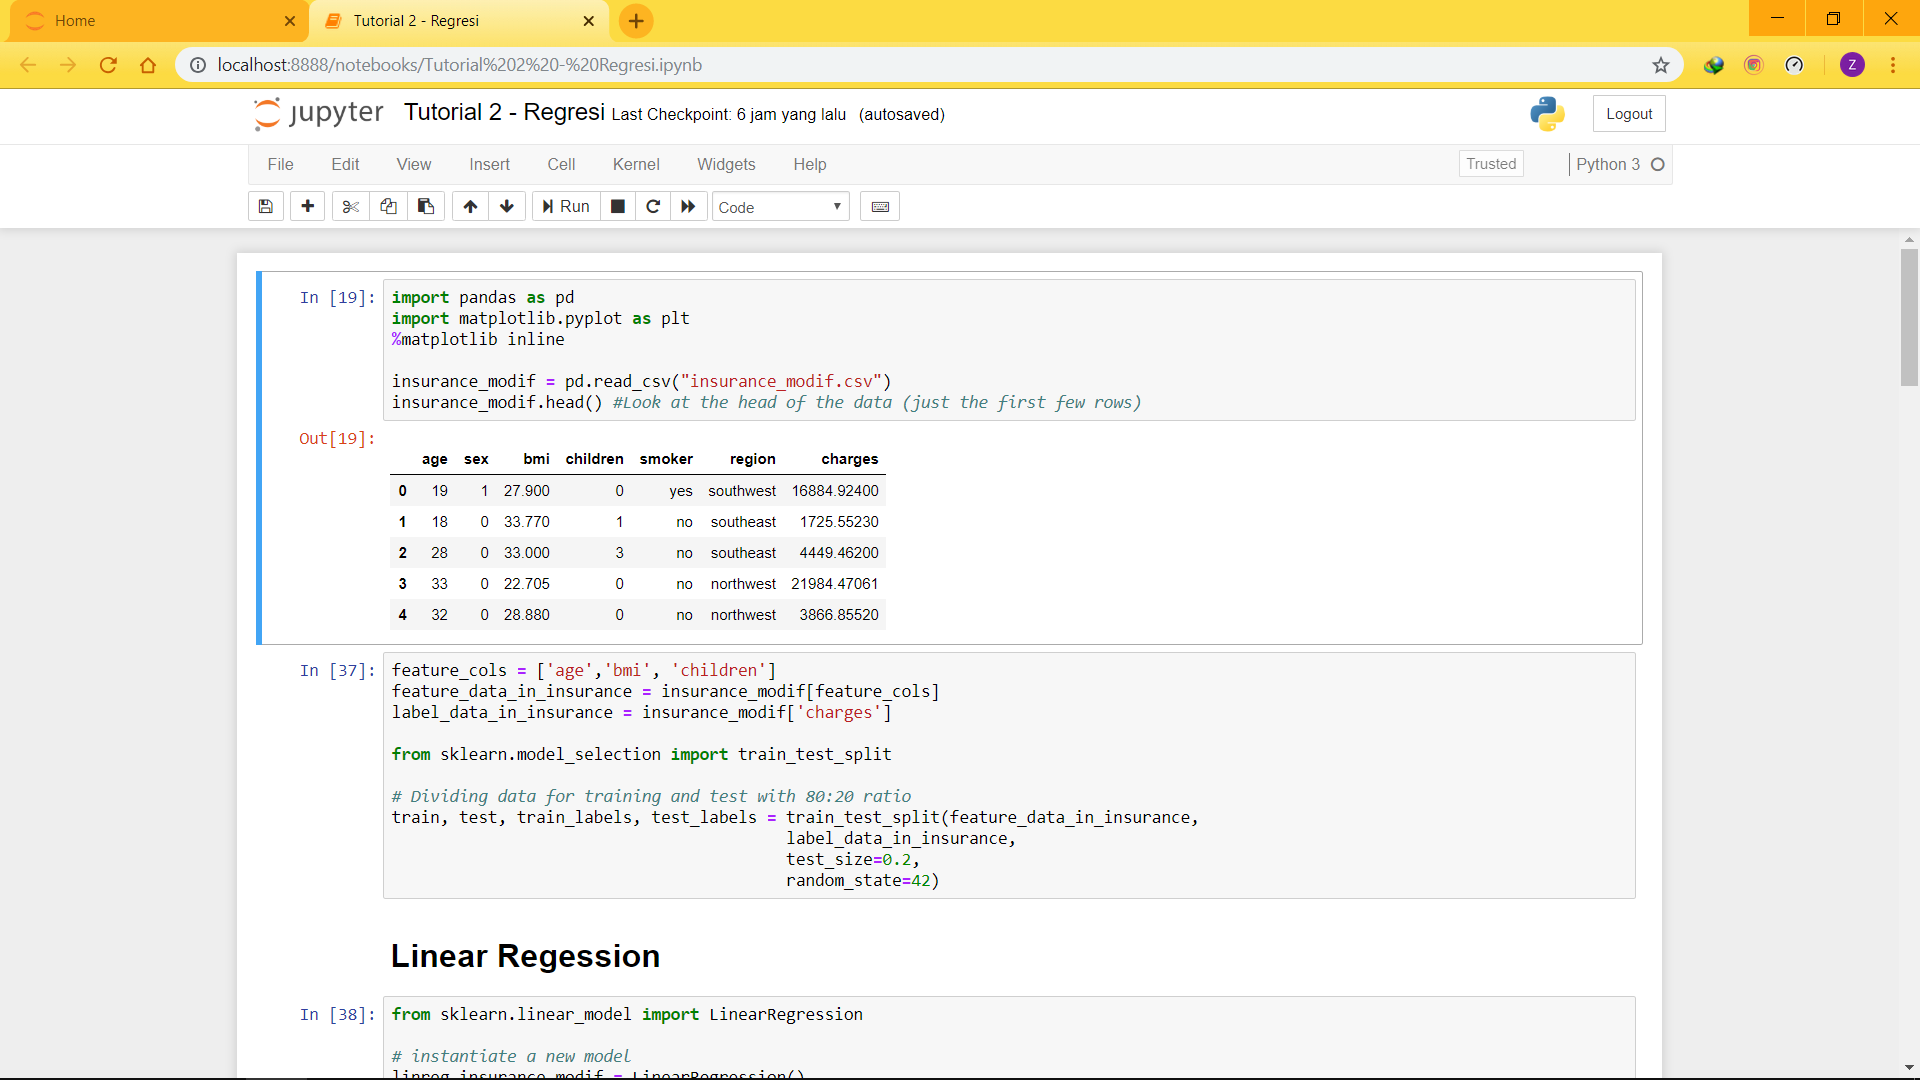 Home
Tutorial 2 - Regresi
localhost:8888/notebooks/Tutorial%202%20-%20Regresi.ipynb
Z
jupyter Tutorial 2 - Regresi Last Checkpoint: 6 jam yang lalu (autosaved)
Logout
File Edit View Insert Cell Kernel Widgets Help
Trusted
Python 3
Run
Code
In [19]:
import pandas as pd
import matplotlib.pyplot as plt
%matplotlib inline
insurance_modif = pd.read_csv("insurance_modif.csv")
insurance_modif.head() #Look at the head of the data (just the first few rows)
Out[19]:
age sex bmi children smoker region charges
0 19 1 27.900 0 yes southwest 16884.92400
1 18 0 33.770 1 no southeast 1725.55230
2 28 0 33.000 3 no southeast 4449.46200
3 33 0 22.705 0 no northwest 21984.47061
4 32 0 28.880 0 no northwest 3866.85520
In [37]:
feature_cols = ['age','bmi', 'children']
feature_data_in_insurance = insurance_modif[feature_cols]
label_data_in_insurance = insurance_modif['charges']
from sklearn.model_selection import train_test_split
# Dividing data for training and test with 80:20 ratio
train, test, train_labels, test_labels = train_test_split(feature_data_in_insurance,
label_data_in_insurance,
test_size=0.2,
random_state=42)
Linear Regession
In [38]:
from sklearn.linear_model import LinearRegression
# instantiate a new model
linreg_insurance_modif = LinearRegression()